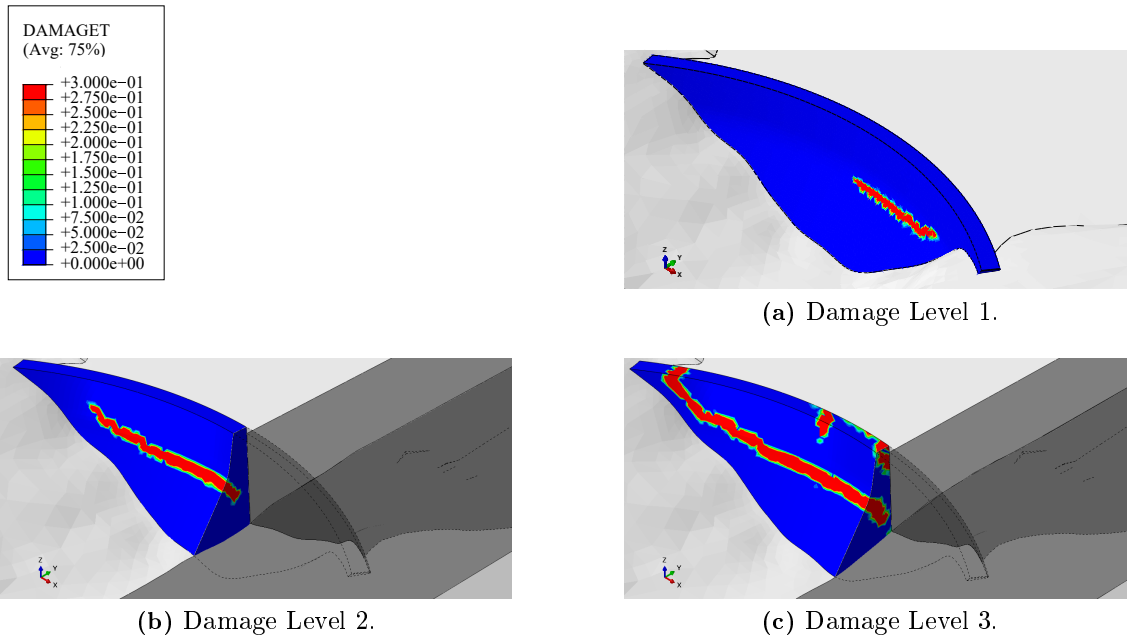 DAMAGET
(Avg: 75%)
+3.000e−01
+2.750e−01
+2.500e−01
+2.250e−01
+2.000e−01
+1.750e−01
+1.500e−01
+1.250e−01
+1.000e−01
+7.500e−02
+5.000e−02
+2.500e−02
+0.000e+00
Z
Y
X
(a) Damage Level 1.
Z
Y
X
(b) Damage Level 2.
Z
Y
X
(c) Damage Level 3.